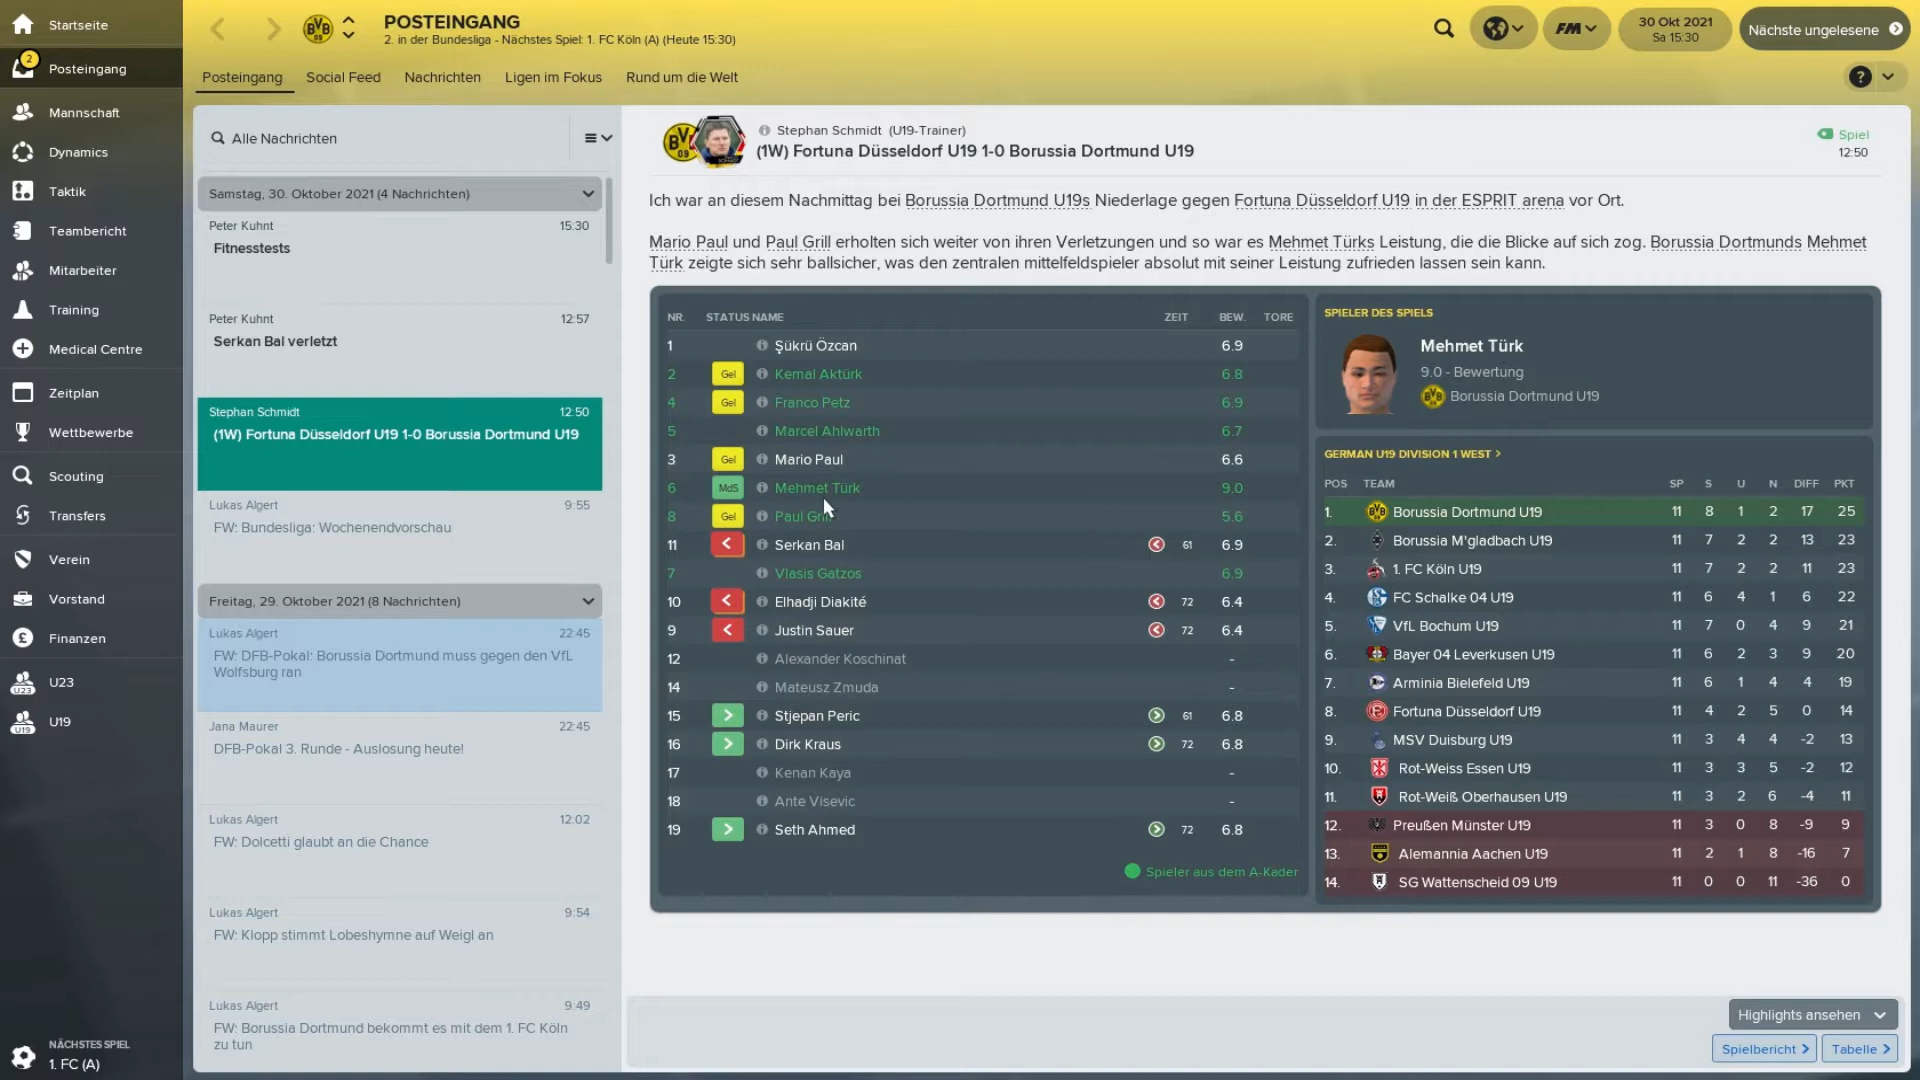 Startseite
2
Posteingang
Mannschaft
Dynamics
Taktik
Teambericht
Mitarbeiter
Training
Medical Centre
Zeitplan
Wettbewerbe
Scouting
Transfers
Verein
Vorstand
Finanzen
U23
U23
U19
U19
NÄCHSTES SPIEL
1. FC (A)
BVB 09
POSTEINGANG
2. in der Bundesliga - Nächstes Spiel: 1. FC Köln (A) (Heute 15:30)
FM
30 Okt 2021
Sa 15:30
Nächste ungelesene
Posteingang Social Feed Nachrichten Ligen im Fokus Rund um die Welt
?
Alle Nachrichten
Samstag, 30. Oktober 2021 (4 Nachrichten)
Peter Kuhnt 15:30
Fitnesstests
Peter Kuhnt 12:57
Serkan Bal verletzt
Stephan Schmidt 12:50
(1W) Fortuna Düsseldorf U19 1-0 Borussia Dortmund U19
Lukas Algert 9:55
FW: Bundesliga: Wochenendvorschau
Freitag, 29. Oktober 2021 (8 Nachrichten)
Lukas Algert 22:45
FW: DFB-Pokal: Borussia Dortmund muss gegen den VfL
Wolfsburg ran
Jana Maurer 22:45
DFB-Pokal 3. Runde - Auslosung heute!
Lukas Algert 12:02
FW: Dolcetti glaubt an die Chance
Lukas Algert 9:54
FW: Klopp stimmt Lobeshymne auf Weigl an
Lukas Algert 9:49
FW: Borussia Dortmund bekommt es mit dem 1. FC Köln
zu tun
Stephan Schmidt (U19-Trainer)
(1W) Fortuna Düsseldorf U19 1-0 Borussia Dortmund U19
Spiel
12:50
Ich war an diesem Nachmittag bei Borussia Dortmund U19s Niederlage gegen Fortuna Düsseldorf U19 in der ESPRIT arena vor Ort.
Mario Paul und Paul Grill erholten sich weiter von ihren Verletzungen und so war es Mehmet Türks Leistung, die die Blicke auf sich zog. Borussia Dortmunds Mehmet
Türk zeigte sich sehr ballsicher, was den zentralen mittelfeldspieler absolut mit seiner Leistung zufrieden lassen sein kann.
NR. STATUS NAME ZEIT BEW. TORE
1 Şükrü Özcan 6.9
2 Gel Kemal Aktürk 6.8
4 Gel Franco Petz 6.9
5 Marcel Ahlwarth 6.7
3 Gel Mario Paul 6.6
6 MdS Mehmet Türk 9.0
8 Gel Paul Grill 5.6
11 Serkan Bal 61 6.9
7 Vlasis Gatzos 6.9
10 Elhadji Diakité 72 6.4
9 Justin Sauer 72 6.4
12 Alexander Koschinat -
14 Mateusz Zmuda -
15 Stjepan Peric 61 6.8
16 Dirk Kraus 72 6.8
17 Kenan Kaya -
18 Ante Visevic -
19 Seth Ahmed 72 6.8
Spieler aus dem A-Kader
SPIELER DES SPIELS
Mehmet Türk
9.0 - Bewertung
Borussia Dortmund U19
GERMAN U19 DIVISION 1 WEST >
POS TEAM SP S U N DIFF PKT
1. Borussia Dortmund U19 11 8 1 2 17 25
2. Borussia M'gladbach U19 11 7 2 2 13 23
3. 1. FC Köln U19 11 7 2 2 11 23
4. FC Schalke 04 U19 11 6 4 1 6 22
5. VfL Bochum U19 11 7 0 4 9 21
6. Bayer 04 Leverkusen U19 11 6 2 3 9 20
7. Arminia Bielefeld U19 11 6 1 4 4 19
8. Fortuna Düsseldorf U19 11 4 2 5 0 14
9. MSV Duisburg U19 11 3 4 4 -2 13
10. Rot-Weiss Essen U19 11 3 3 5 -2 12
11. Rot-Weiß Oberhausen U19 11 3 2 6 -4 11
12. Preußen Münster U19 11 3 0 8 -9 9
13. Alemannia Aachen U19 11 2 1 8 -16 7
14. SG Wattenscheid 09 U19 11 0 0 11 -36 0
Highlights ansehen
Spielbericht >
Tabelle >